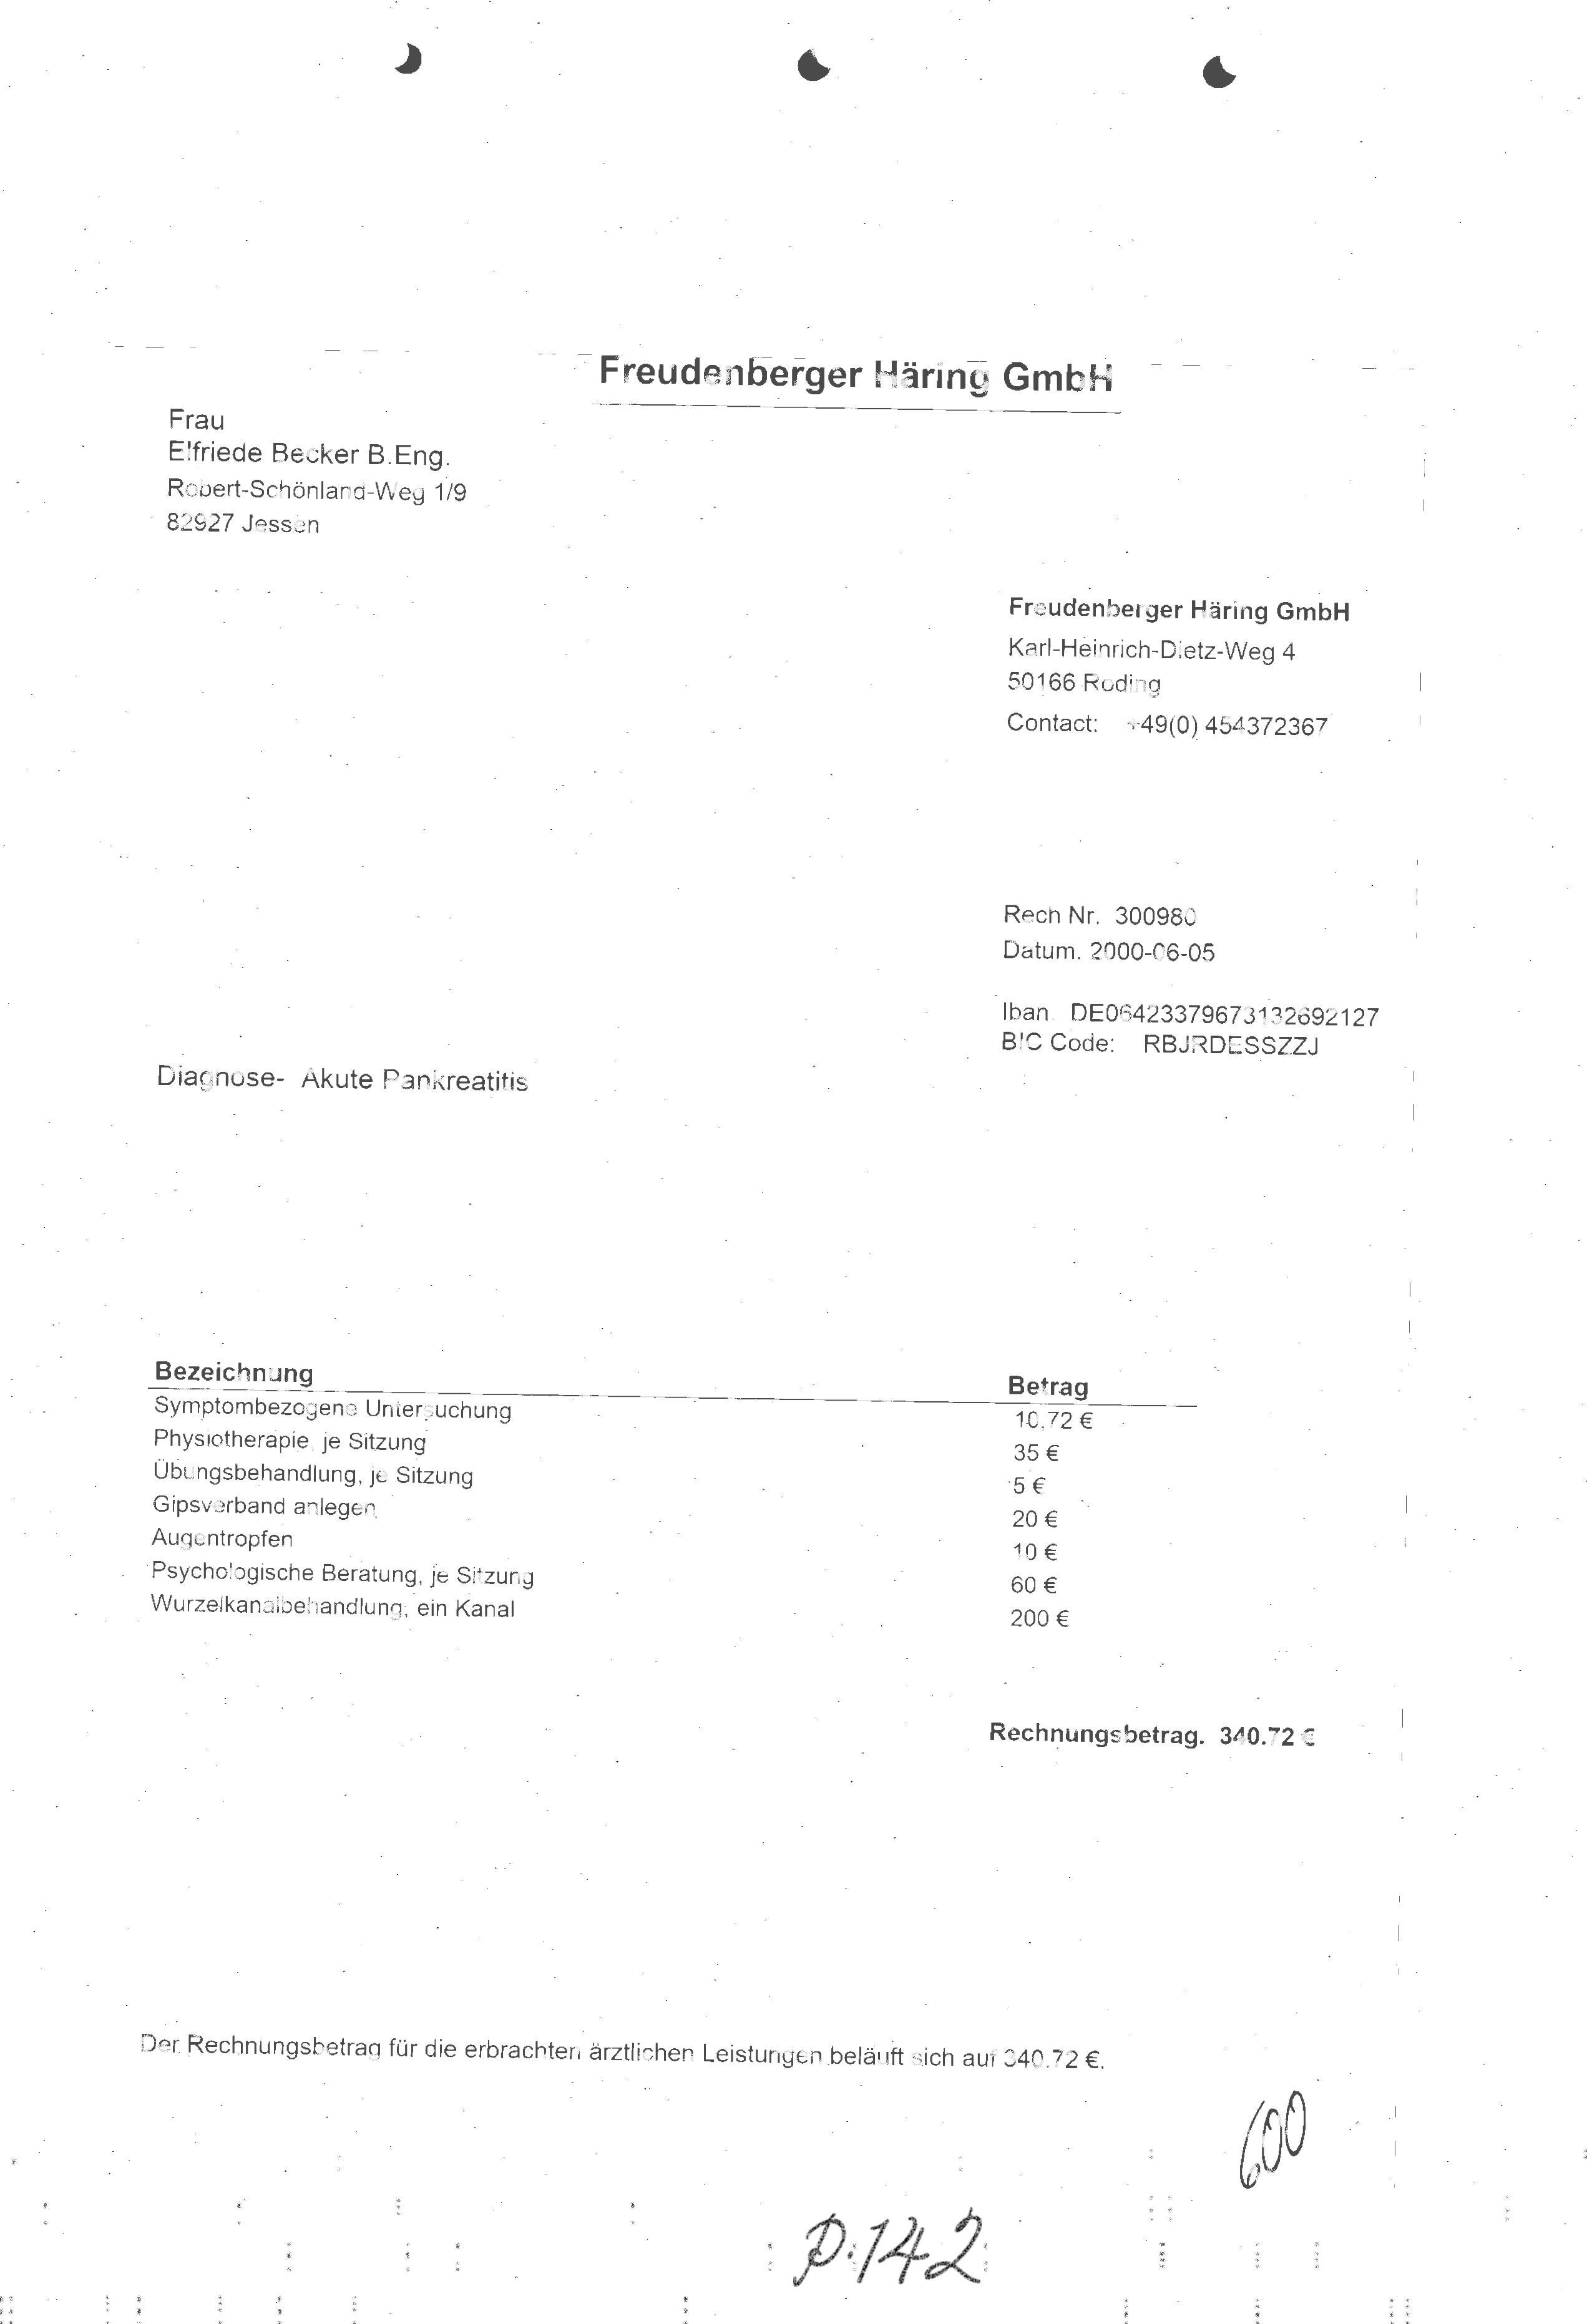 Freudenberger Häring GmbH
Frau
Elfriede Becker B.Eng.
Robert-Schönland-Weg 1/9
82927 Jessen
Freudenberger Häring GmbH
Karl-Heinrich-Dietz-Weg 4
50166 Roding
Contact: +49(0) 454372367
Rech Nr. 300980
Datum. 2000-06-05
Iban DE06423379673132692127
BIC Code: RBJRDESSZZJ
Diagnose- Akute Pankreatitis
Bezeichnung Betrag
Symptombezogene Untersuchung 10.72 €
Physiotherapie, je Sitzung 35 €
Übungsbehandlung, je Sitzung 5 €
Gipsverband anlegen 20 €
Augentropfen 10 €
Psychologische Beratung, je Sitzung 60 €
Wurzelkanalbehandlung, ein Kanal 200 €
Rechnungsbetrag. 340.72 €
Der Rechnungsbetrag für die erbrachten ärztlichen Leistungen beläuft sich auf 340.72 €.
600
P.142